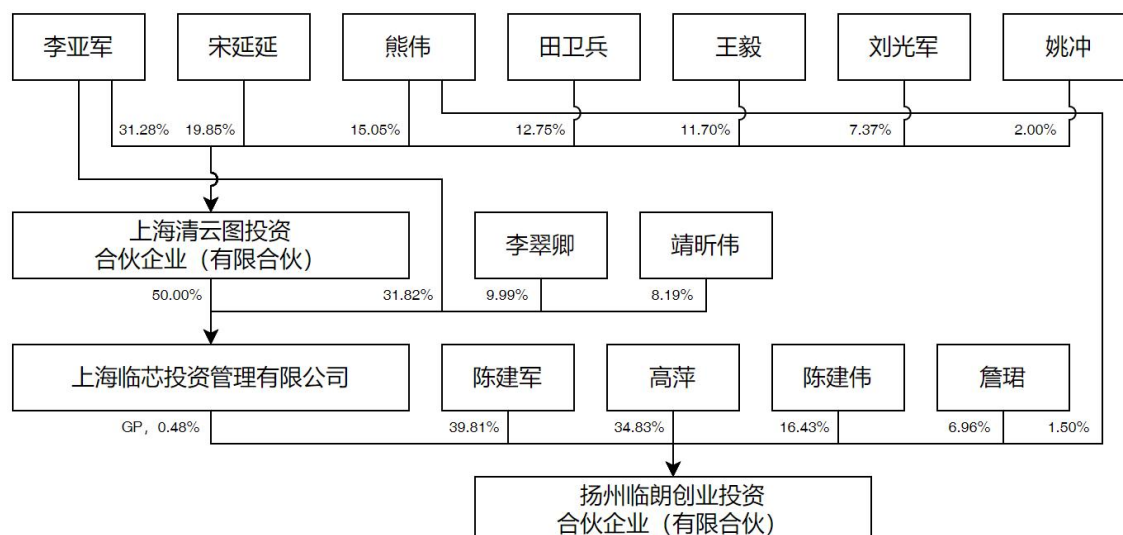 李亚军
宋延延
熊伟
田卫兵
王毅
刘光军
姚冲
31.28%
19.85%
15.05%
12.75%
11.70%
7.37%
2.00%
上海清云图投资
合伙企业（有限合伙）
李翠卿
靖昕伟
50.00%
31.82%
9.99%
8.19%
上海临芯投资管理有限公司
陈建军
高萍
陈建伟
詹珺
GP，0.48%
39.81%
34.83%
16.43%
6.96%
1.50%
扬州临朗创业投资
合伙企业（有限合伙）